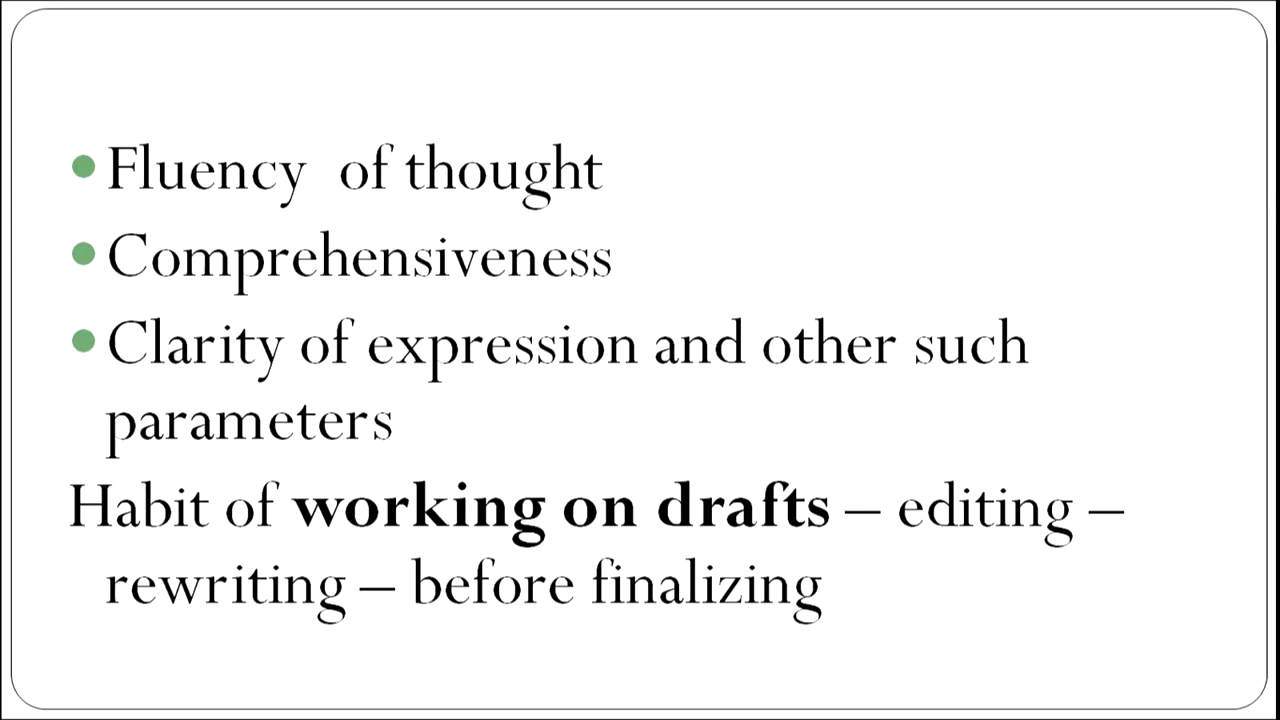 • Fluency  of thought
• Comprehensiveness
• Clarity of expression and other such
parameters
Habit of working on drafts – editing –
rewriting – before finalizing